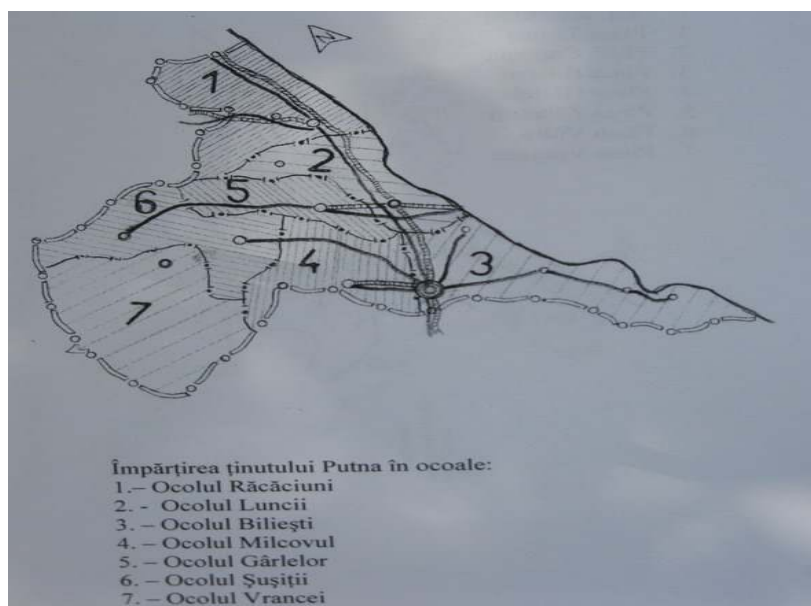 N
1
2
5
6
3
4
7
Împărţirea ţinutului Putna în ocoale:
1.– Ocolul Răcăciuni
2. - Ocolul Luncii
3. – Ocolul Bilieşti
4. – Ocolul Milcovul
5. – Ocolul Gârlelor
6. – Ocolul Şuşiţii
7. – Ocolul Vrancei